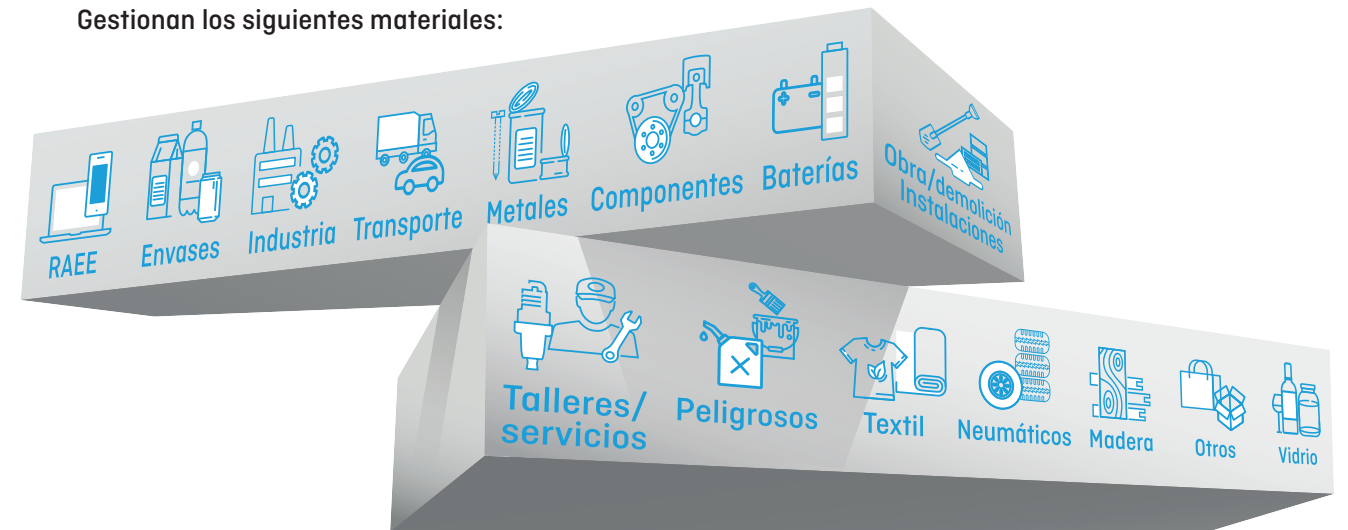 Gestionan los siguientes materiales:
RAEE
Envases
Industria
Transporte
Metales
Componentes
Baterías
Obra/demolición
Instalaciones
Talleres/
servicios
Peligrosos
Textil
Neumáticos
Madera
Otros
Vidrio